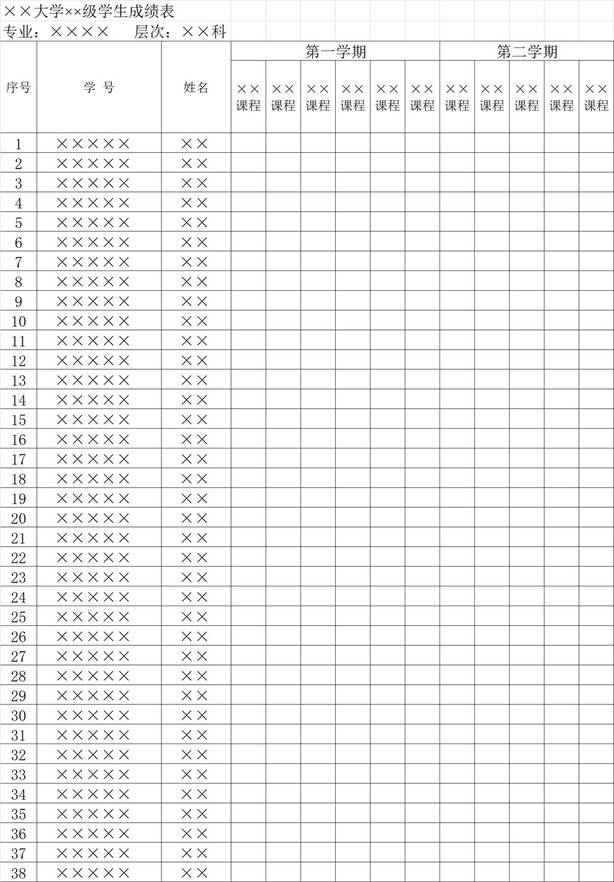 ××大学××级学生成绩表
专业：×××× 层次：××科
序号 学 号 姓名 第一学期 第二学期
×× ×× ×× ×× ×× ×× ×× ×× ×× ×× ××
课程 课程 课程 课程 课程 课程 课程 课程 课程 课程 课程
1 ××××× ××
2 ××××× ××
3 ××××× ××
4 ××××× ××
5 ××××× ××
6 ××××× ××
7 ××××× ××
8 ××××× ××
9 ××××× ××
10 ××××× ××
11 ××××× ××
12 ××××× ××
13 ××××× ××
14 ××××× ××
15 ××××× ××
16 ××××× ××
17 ××××× ××
18 ××××× ××
19 ××××× ××
20 ××××× ××
21 ××××× ××
22 ××××× ××
23 ××××× ××
24 ××××× ××
25 ××××× ××
26 ××××× ××
27 ××××× ××
28 ××××× ××
29 ××××× ××
30 ××××× ××
31 ××××× ××
32 ××××× ××
33 ××××× ××
34 ××××× ××
35 ××××× ××
36 ××××× ××
37 ××××× ××
38 ××××× ××